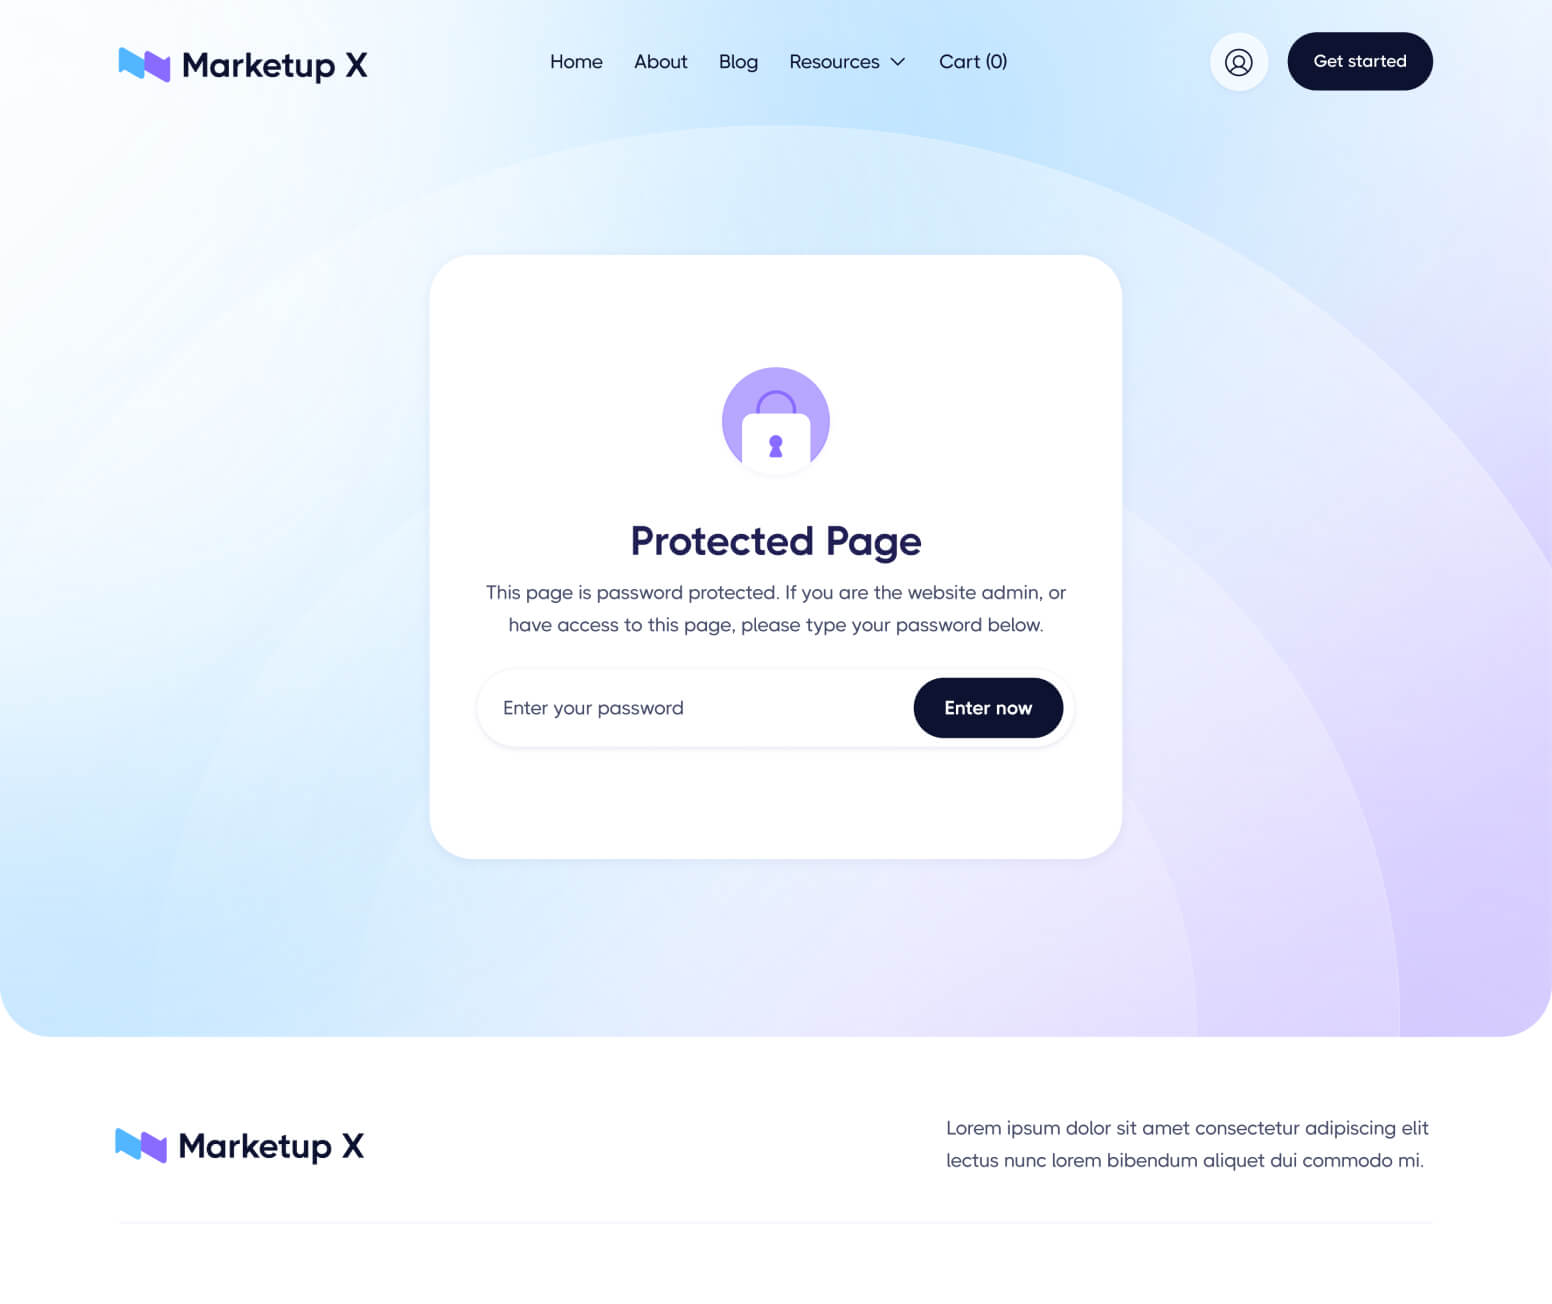 Marketup X
Home About Blog Resources Cart (0)
Get started
Protected Page
This page is password protected. If you are the website admin, or
have access to this page, please type your password below.
Enter your password
Enter now
Marketup X
Lorem ipsum dolor sit amet consectetur adipiscing elit
lectus nunc lorem bibendum aliquet dui commodo mi.